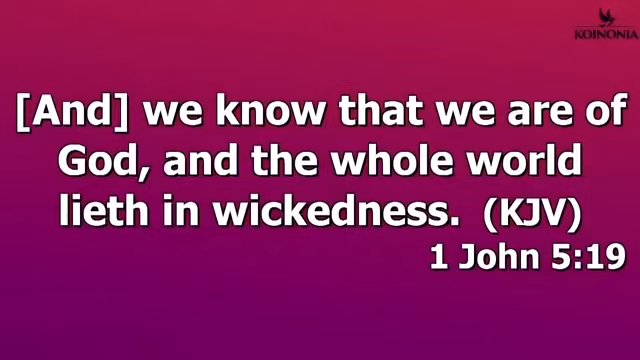 KOINONIA
[And] we know that we are of
God, and the whole world
lieth in wickedness. (KJV)
1 John 5:19